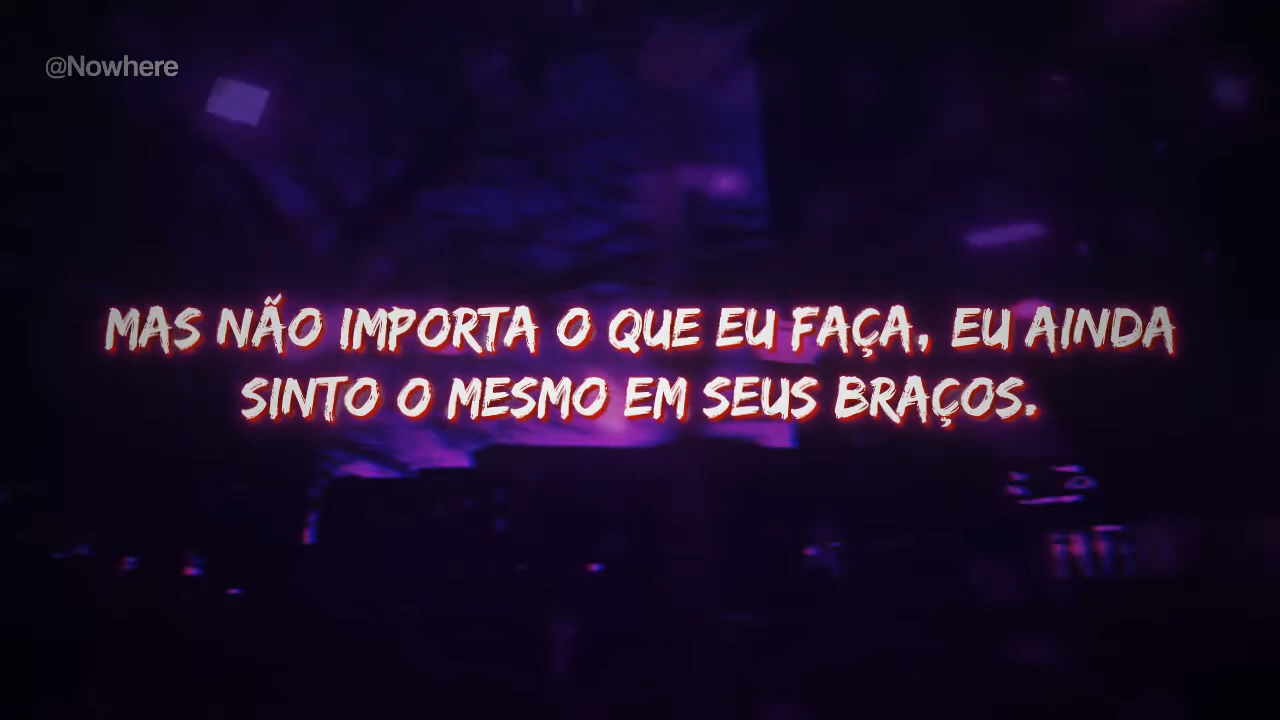 @Nowhere
MAS NÃO IMPORTA O QUE EU FAÇA, EU AINDA
SINTO O MESMO EM SEUS BRAÇOS.